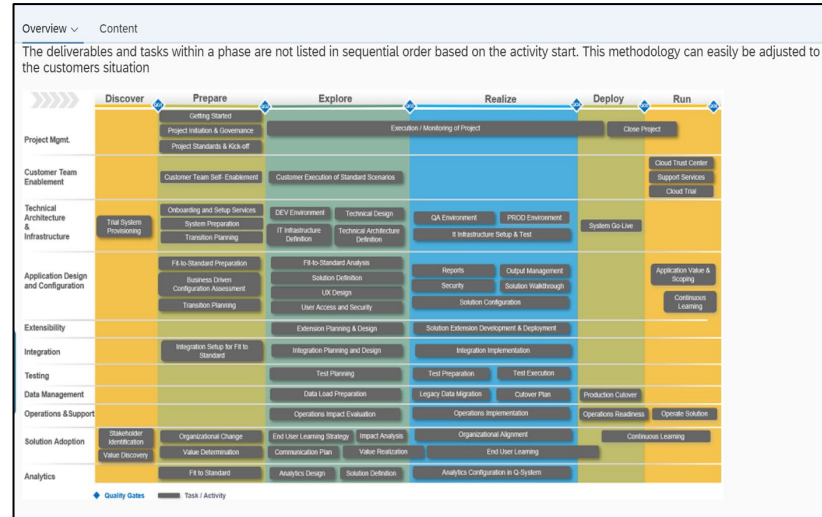 Overview Content
The deliverables and tasks within a phase are not listed in sequential order based on the activity start. This methodology can easily be adjusted to
the customers situation
Discover Prepare Explore Realize Deploy Run
Project Mgmt.
Getting Started
Project Initiation & Governance
Project Standards & Kick-off
Execution / Monitoring of Project
Close Project
Customer Team
Enablement
Customer Team Self- Enablement
Customer Execution of Standard Scenarios
Cloud Trust Center
Support Services
Cloud Trial
Technical
Architecture
&
Infrastructure
Trial System
Provisioning
Onboarding and Setup Services
System Preparation
Transition Planning
DEV Environment
Technical Design
IT Infrastructure
Definition
Technical Architecture
Definition
QA Environment
PROD Environment
It Infrastructure Setup & Test
System Go-Live
Application Design
and Configuration
Fit-to-Standard Preparation
Business Driven
Configuration Assessment
Transition Planning
Fit-to-Standard Analysis
Solution Definition
UX Design
User Access and Security
Reports
Output Management
Security
Solution Walkthrough
Solution Configuration
Application Value &
Scoping
Continuous
Learning
Extensibility
Extension Planning & Design
Solution Extension Development & Deployment
Integration
Integration Setup for Fit to
Standard
Integration Planning and Design
Integration Implementation
Testing
Test Planning
Test Preparation
Test Execution
Data Management
Data Load Preparation
Legacy Data Migration
Cutover Plan
Production Cutover
Operations &Support
Operations Impact Evaluation
Operations Implementation
Operations Readiness
Operate Solution
Solution Adoption
Stakeholder
Identification
Value Discovery
Organizational Change
Value Determination
End User Learning Strategy
Impact Analysis
Communication Plan
Value Realization
Organizational Alignment
End User Learning
Continuous Learning
Analytics
Fit to Standard
Analytics Design
Solution Definition
Analytics Configuration in Q-System
Quality Gates
Task / Activity